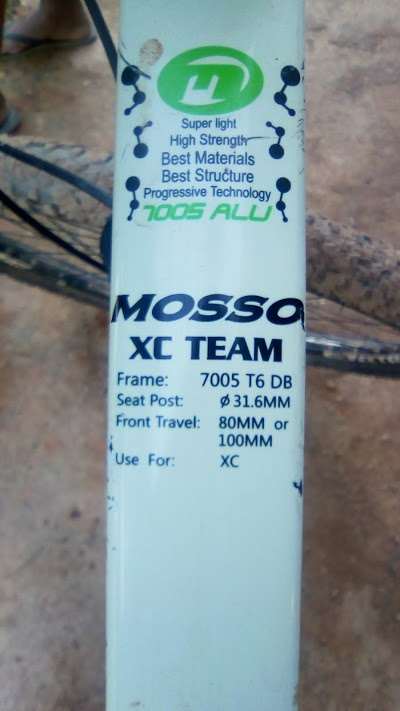 Super light
High Strength
Best Materials
Best Structure
Progressive Technology
7005 ALU
MOSSO
XC TEAM
Frame: 7005 T6 DB
Seat Post: ϕ 31.6MM
Front Travel: 80MM or
100MM
Use For: XC